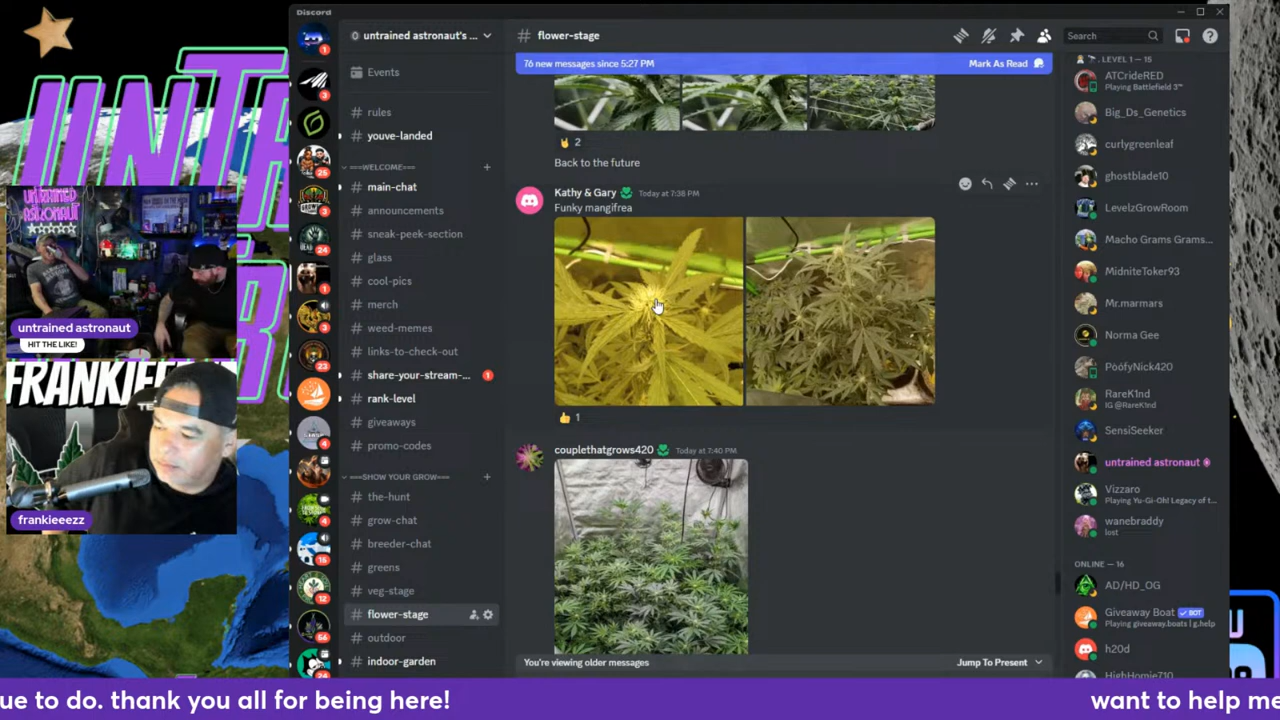 Discord
untrained astronaut's ...
flower-stage
Search
76 new messages since 5:27 PM
Mark As Read
Events
rules
youve-landed
===WELCOME===
main-chat
announcements
sneak-peek-section
glass
cool-pics
merch
weed-memes
links-to-check-out
share-your-stream-...
1
rank-level
giveaways
promo-codes
===SHOW YOUR GROW===
the-hunt
grow-chat
breeder-chat
greens
veg-stage
flower-stage
outdoor
indoor-garden
2
Back to the future
Kathy & Gary
Today at 7:38 PM
Funky mangifrea
1
couplethatgrows420
Today at 7:40 PM
You're viewing older messages
Jump To Present
LEVEL 1 — 15
ATCrideRED
Playing Battlefield 3™
Big_Ds_Genetics
curlygreenleaf
ghostblade10
LevelzGrowRoom
Macho Grams Grams...
MidniteToker93
Mr.marmars
Norma Gee
PóófyNick420
RareK1nd
IG @RareK1nd
SensiSeeker
untrained astronaut
Vizzaro
Playing Yu-Gi-Oh! Legacy of t...
wanebraddy
lost
ONLINE — 16
AD/HD_OG
Giveaway Boat
BOT
Playing giveaway.boats | g.help
h20d
HighHomie710
untrained astronaut
HIT THE LIKE!
FRANKIEE
frankieeezz
ue to do. thank you all for being here!
want to help me